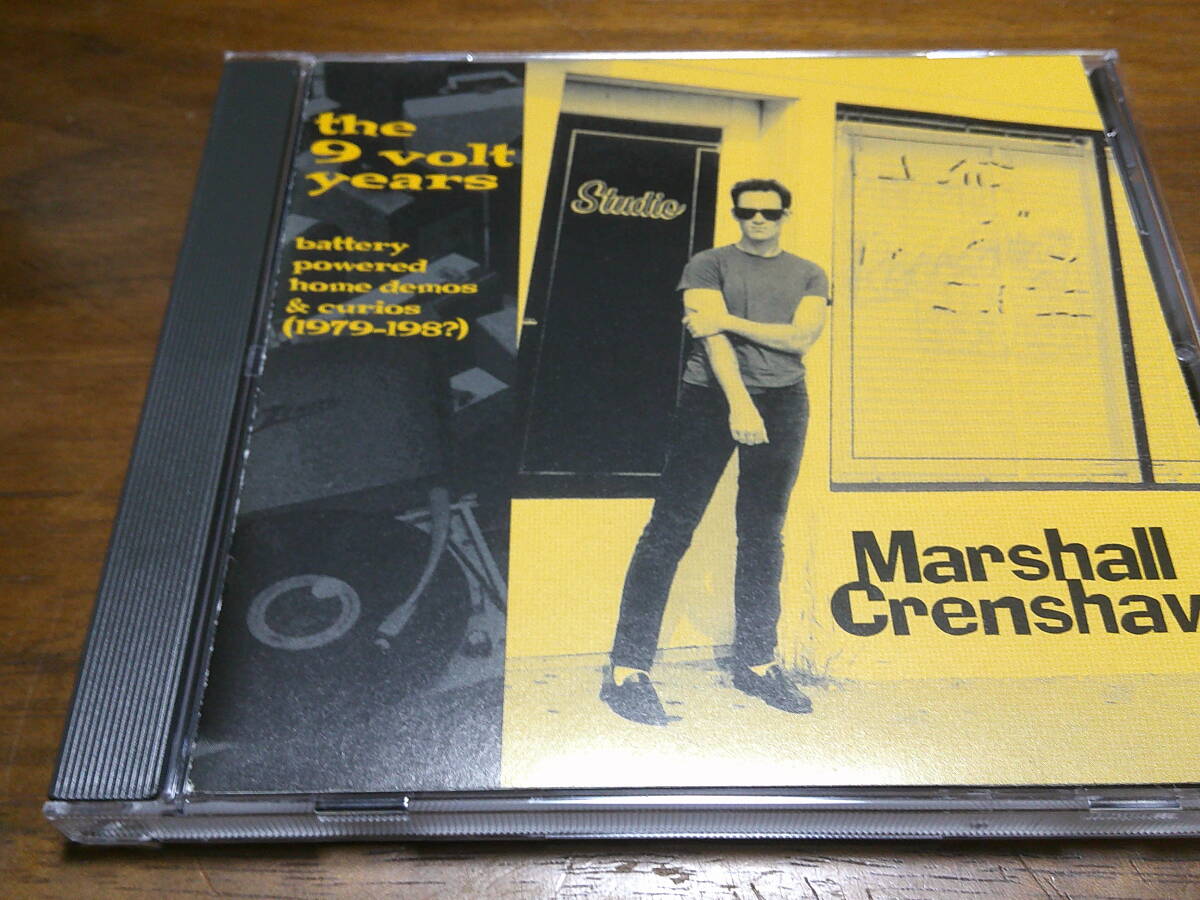 the
9 volt
years
battery
powered
home demos
& curios
(1979-198?)
Studio
Marshall
Crenshaw